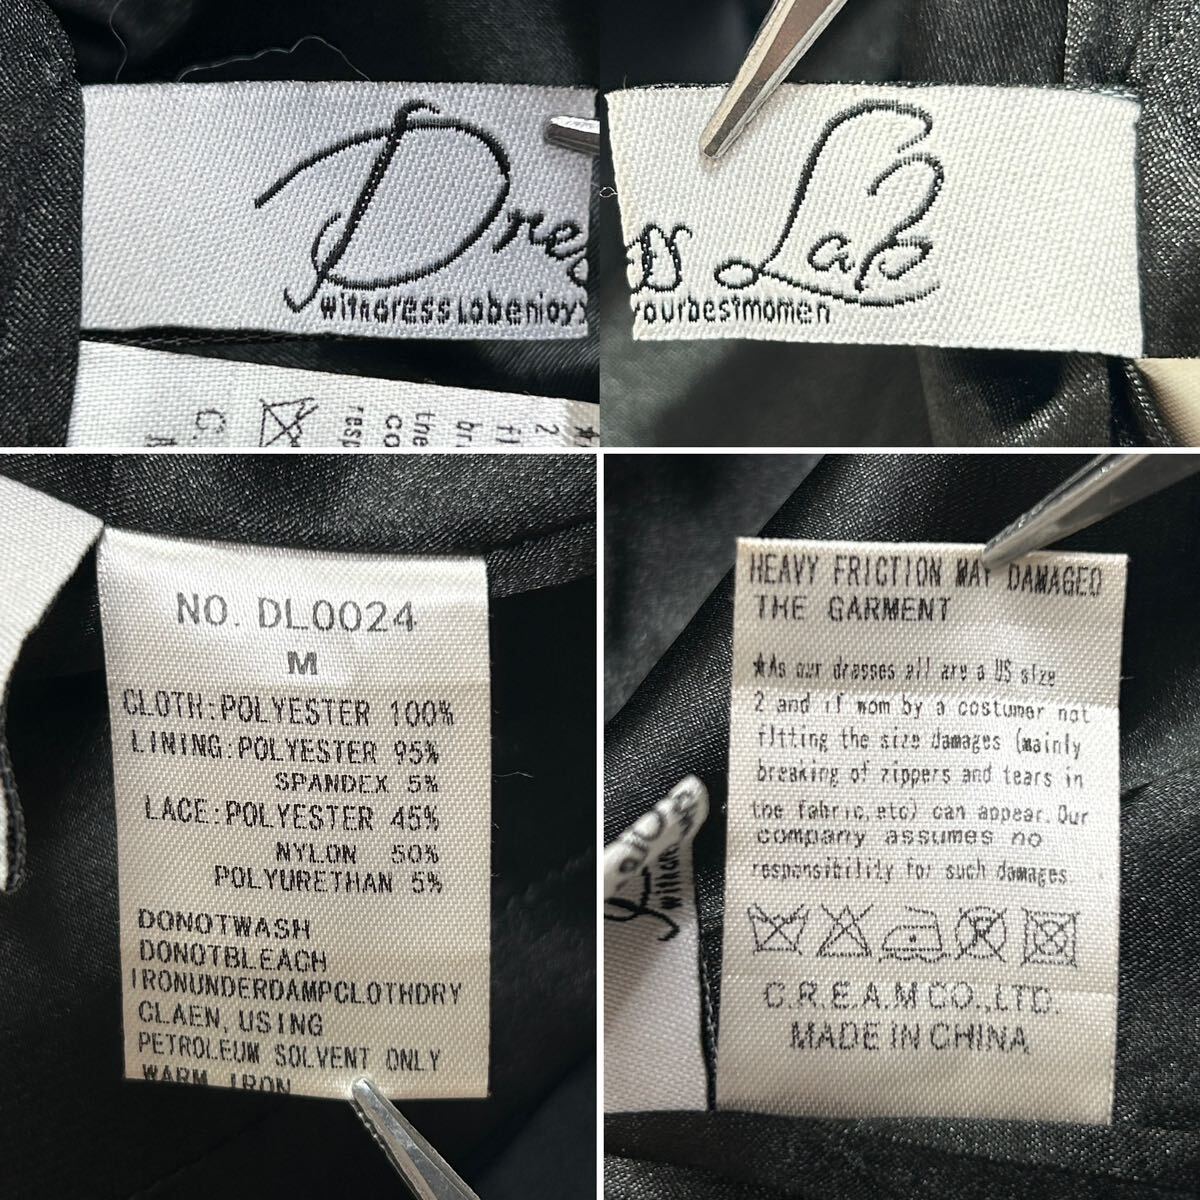 Dress
withdressLabenjoyy
ss LaB
yourbestmomen
NO. DL0024
M
CLOTH:POLYESTER 100%
LINING:POLYESTER 95%
SPANDEX 5%
LACE:POLYESTER 45%
NYLON 50%
POLYURETHAN 5%
DONOTWASH
DONOTBLEACH
IRONUNDERDAMPCLOTHDRY
CLAEN, USING
PETROLEUM SOLVENT ONLY
WARM IRON
HEAVY FRICTION MAY DAMAGED
THE GARMENT
★As our dresses all are a US size
2 and if wom by a costumer not
fitting the size damages (mainly
breaking of zippers and tears in
the fabric,etc) can appear.Our
company assumes no
responsibility for such damages
C.R.E.A.M CO.,LTD.
MADE IN CHINA